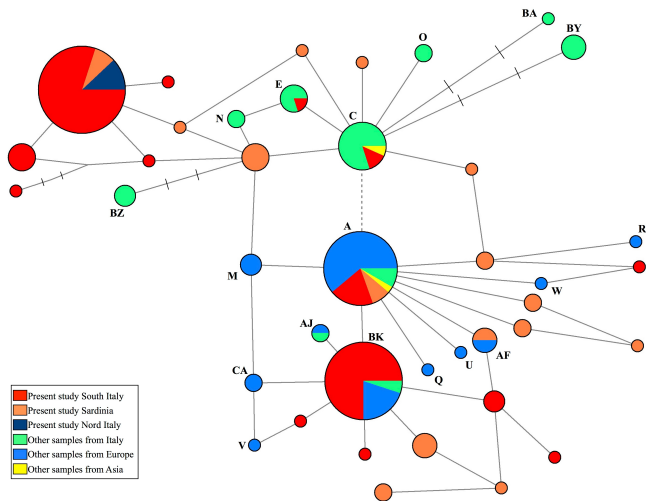 BA
BY
O
E
C
N
BZ
A
R
M
W
AJ
BK
U
AF
Q
CA
V
Present study South Italy
Present study Sardinia
Present study Nord Italy
Other samples from Italy
Other samples from Europe
Other samples from Asia